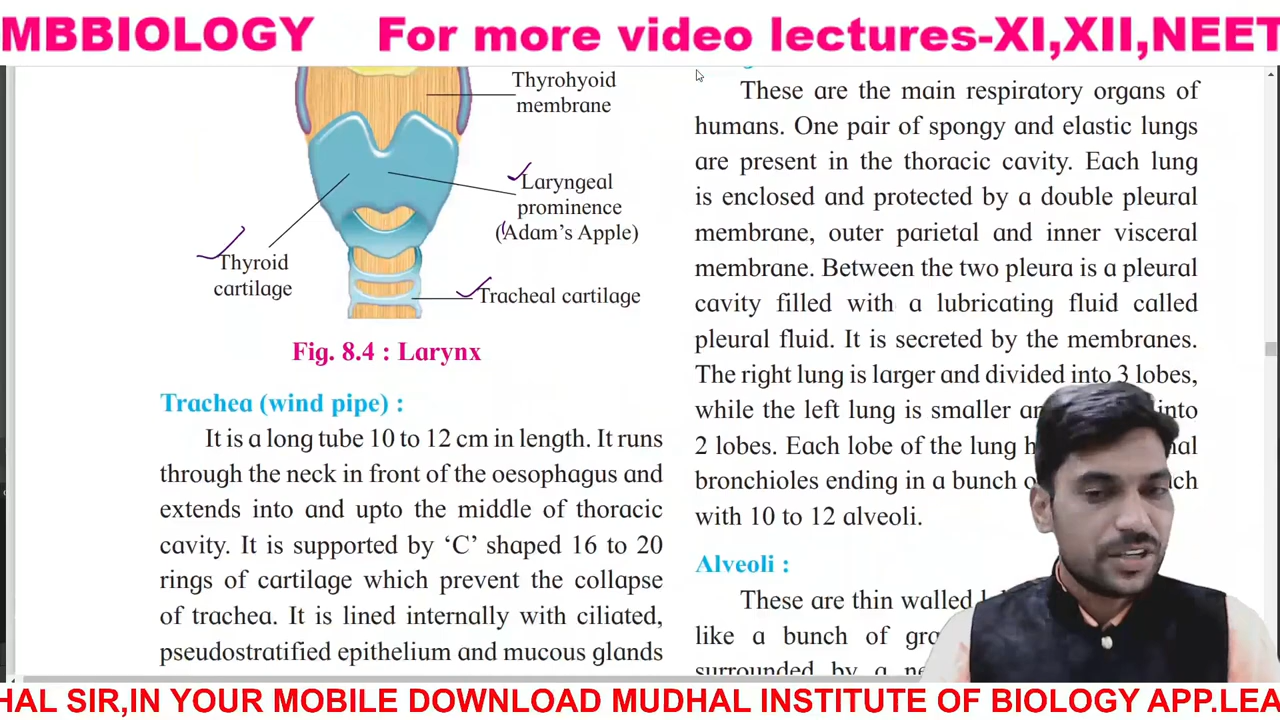 MBBIOLOGY For more video lectures-XI,XII,NEET
Thyrohyoid
membrane
Laryngeal
prominence
(Adam's Apple)
Thyroid
cartilage
Tracheal cartilage
Fig. 8.4 : Larynx
Trachea (wind pipe) :
It is a long tube 10 to 12 cm in length. It runs
through the neck in front of the oesophagus and
extends into and upto the middle of thoracic
cavity. It is supported by ‘C’ shaped 16 to 20
rings of cartilage which prevent the collapse
of trachea. It is lined internally with ciliated,
pseudostratified epithelium and mucous glands
These are the main respiratory organs of
humans. One pair of spongy and elastic lungs
are present in the thoracic cavity. Each lung
is enclosed and protected by a double pleural
membrane, outer parietal and inner visceral
membrane. Between the two pleura is a pleural
cavity filled with a lubricating fluid called
pleural fluid. It is secreted by the membranes.
The right lung is larger and divided into 3 lobes,
while the left lung is smaller into
2 lobes. Each lobe of the lung
bronchioles ending in a bunch
with 10 to 12 alveoli.
Alveoli :
These are thin walled
like a bunch of
surrounded by a
HAL SIR,IN YOUR MOBILE DOWNLOAD MUDHAL INSTITUTE OF BIOLOGY APP.LEA